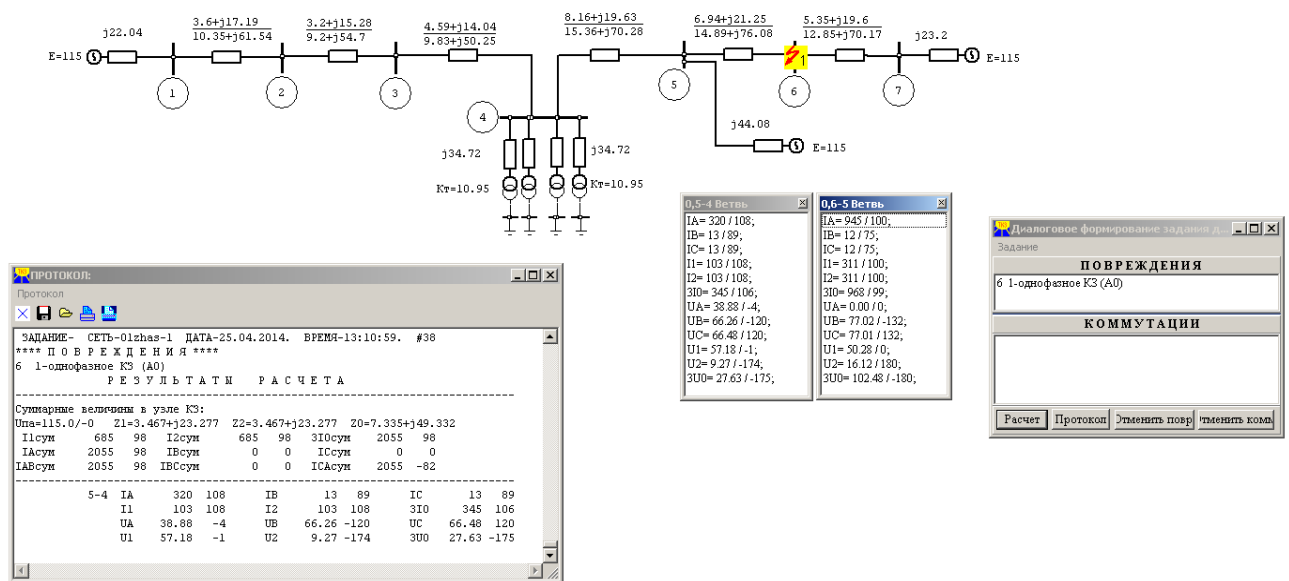 j22.04
3.6+j17.19
10.35+j61.54
3.2+j15.28
9.2+j54.7
4.59+j14.04
9.83+j50.25
8.16+j19.63
15.36+j70.28
6.94+j21.25
14.89+j76.08
5.35+j19.6
12.85+j70.17
j23.2
E=115
E=115
1
1
2
3
4
5
6
7
j44.08
E=115
j34.72
j34.72
Кт=10.95
Кт=10.95
0,5-4 Ветвь
IA= 320 / 108;
IB= 13 / 89;
IC= 13 / 89;
I1= 103 / 108;
I2= 103 / 108;
3I0= 345 / 106;
UA= 38.88 / -4;
UB= 66.26 / -120;
UC= 66.48 / 120;
U1= 57.18 / -1;
U2= 9.27 / -174;
3U0= 27.63 / -175;
0,6-5 Ветвь
IA= 945 / 100;
IB= 12 / 75;
IC= 12 / 75;
I1= 311 / 100;
I2= 311 / 100;
3I0= 968 / 99;
UA= 0.00 / 0;
UB= 77.02 / -132;
UC= 77.01 / 132;
U1= 50.28 / 0;
U2= 16.12 / 180;
3U0= 102.48 / -180;
Диалоговое формирование задания д...
Задание
ПОВРЕЖДЕНИЯ
6 1-однофазное КЗ (А0)
КОММУТАЦИИ
Расчет Протокол Отменить повр тменить комм
ПРОТОКОЛ:
Протокол
ЗАДАНИЕ- СЕТЬ-Olzhas-1 ДАТА-25.04.2014. ВРЕМЯ-13:10:59. #38
**** П О В Р Е Ж Д Е Н И Я ****
6 1-однофазное КЗ (А0)
Р Е З У Л Ь Т А Т Ы Р А С Ч Е Т А
Суммарные величины в узле КЗ:
Uпа=115.0/-0 Z1=3.467+j23.277 Z2=3.467+j23.277 Z0=7.335+j49.332
I1сум 685 98 I2сум 685 98 3I0сум 2055 98
IAсум 2055 98 IBсум 0 0 ICсум 0 0
IABсум 2055 98 IBCсум 0 0 ICAсум 2055 -82
5-4 IA 320 108 IB 13 89 IC 13 89
I1 103 108 I2 103 108 3I0 345 106
UA 38.88 -4 UB 66.26 -120 UC 66.48 120
U1 57.18 -1 U2 9.27 -174 3U0 27.63 -175